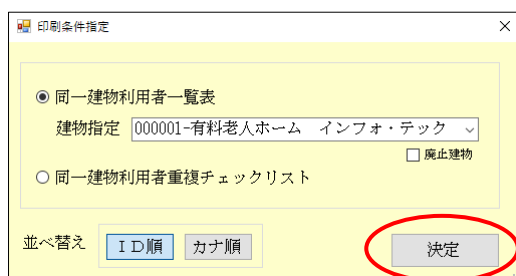 印刷条件指定
同一建物利用者一覧表
建物指定 000001-有料老人ホーム　インフォ・テック
廃止建物
同一建物利用者重複チェックリスト
並べ替え ＩＤ順 カナ順 決定